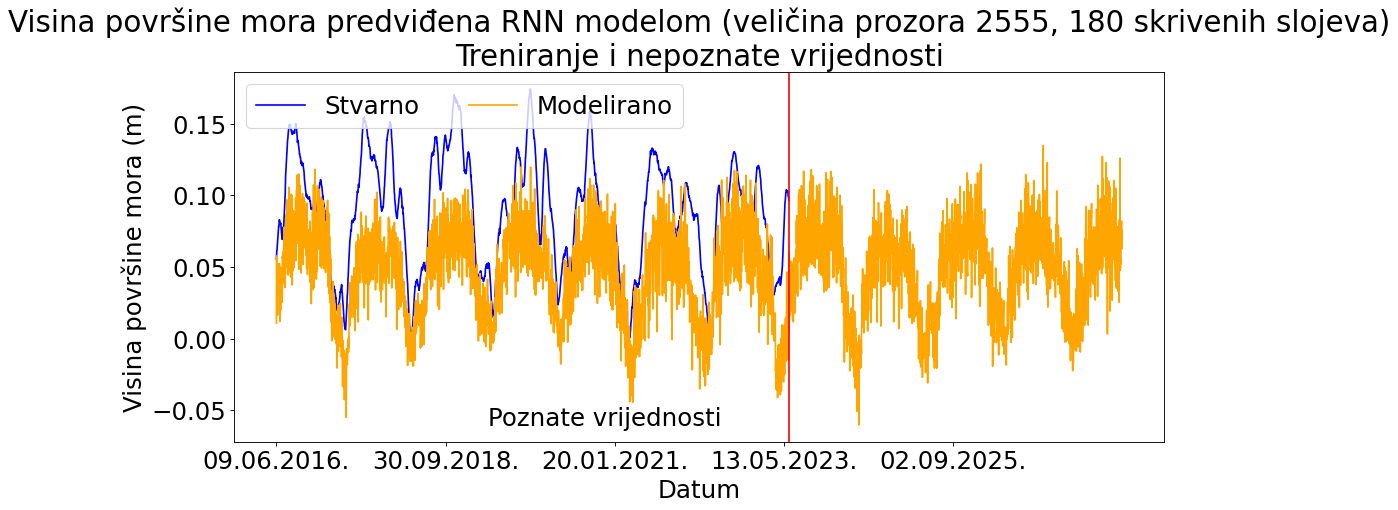 Visina površine mora predviđena RNN modelom (veličina prozora 2555, 180 skrivenih slojeva)
Treniranje i nepoznate vrijednosti
Stvarno
Modelirano
Visina površine mora (m)
0.15
0.10
0.05
0.00
−0.05
Poznate vrijednosti
09.06.2016.
30.09.2018.
20.01.2021.
13.05.2023.
02.09.2025.
Datum